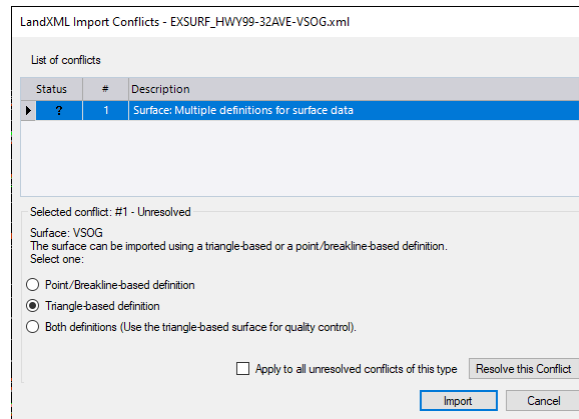 LandXML Import Conflicts - EXSURF_HWY99-32AVE-VSOG.xml
List of conflicts
Status # Description
? 1 Surface: Multiple definitions for surface data
Selected conflict: #1 - Unresolved
Surface: VSOG
The surface can be imported using a triangle-based or a point/breakline-based definition.
Select one:
Point/Breakline-based definition
Triangle-based definition
Both definitions (Use the triangle-based surface for quality control).
Apply to all unresolved conflicts of this type Resolve this Conflict
Import Cancel